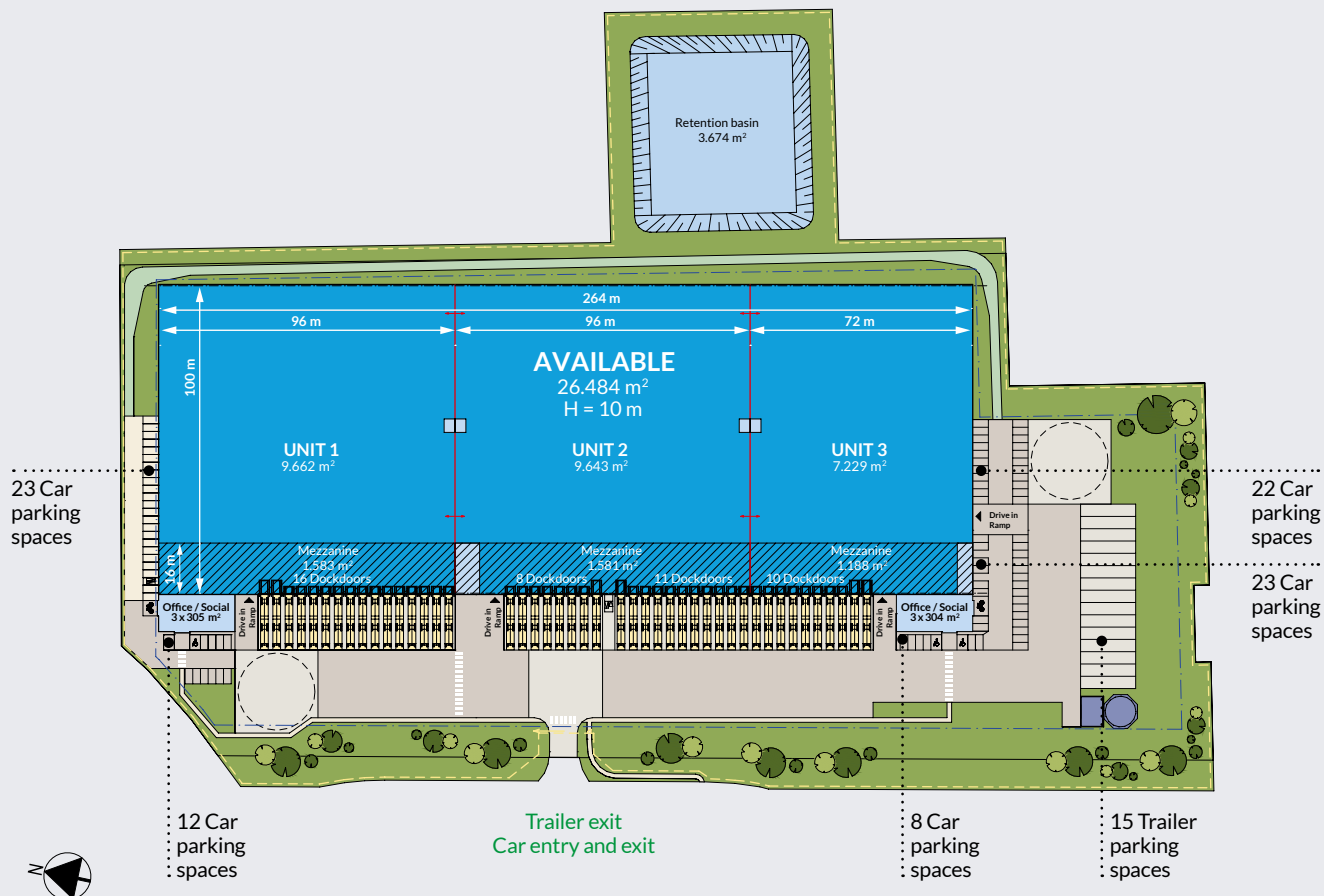 Retention basin
3.674 m²
264 m
96 m
96 m
72 m
100 m
AVAILABLE
26.484 m²
H = 10 m
UNIT 1
9.662 m²
UNIT 2
9.643 m²
UNIT 3
7.229 m²
23 Car
parking
spaces
22 Car
parking
spaces
Drive in
Ramp
16 m
Mezzanine
1.583 m²
16 Dockdoors
Mezzanine
1.581 m²
8 Dockdoors
11 Dockdoors
Mezzanine
1.188 m²
10 Dockdoors
23 Car
parking
spaces
Office / Social
3 x 305 m²
Drive in
Ramp
Drive in
Ramp
Drive in
Ramp
Office / Social
3 x 304 m²
12 Car
parking
spaces
Trailer exit
Car entry and exit
8 Car
parking
spaces
15 Trailer
parking
spaces
N